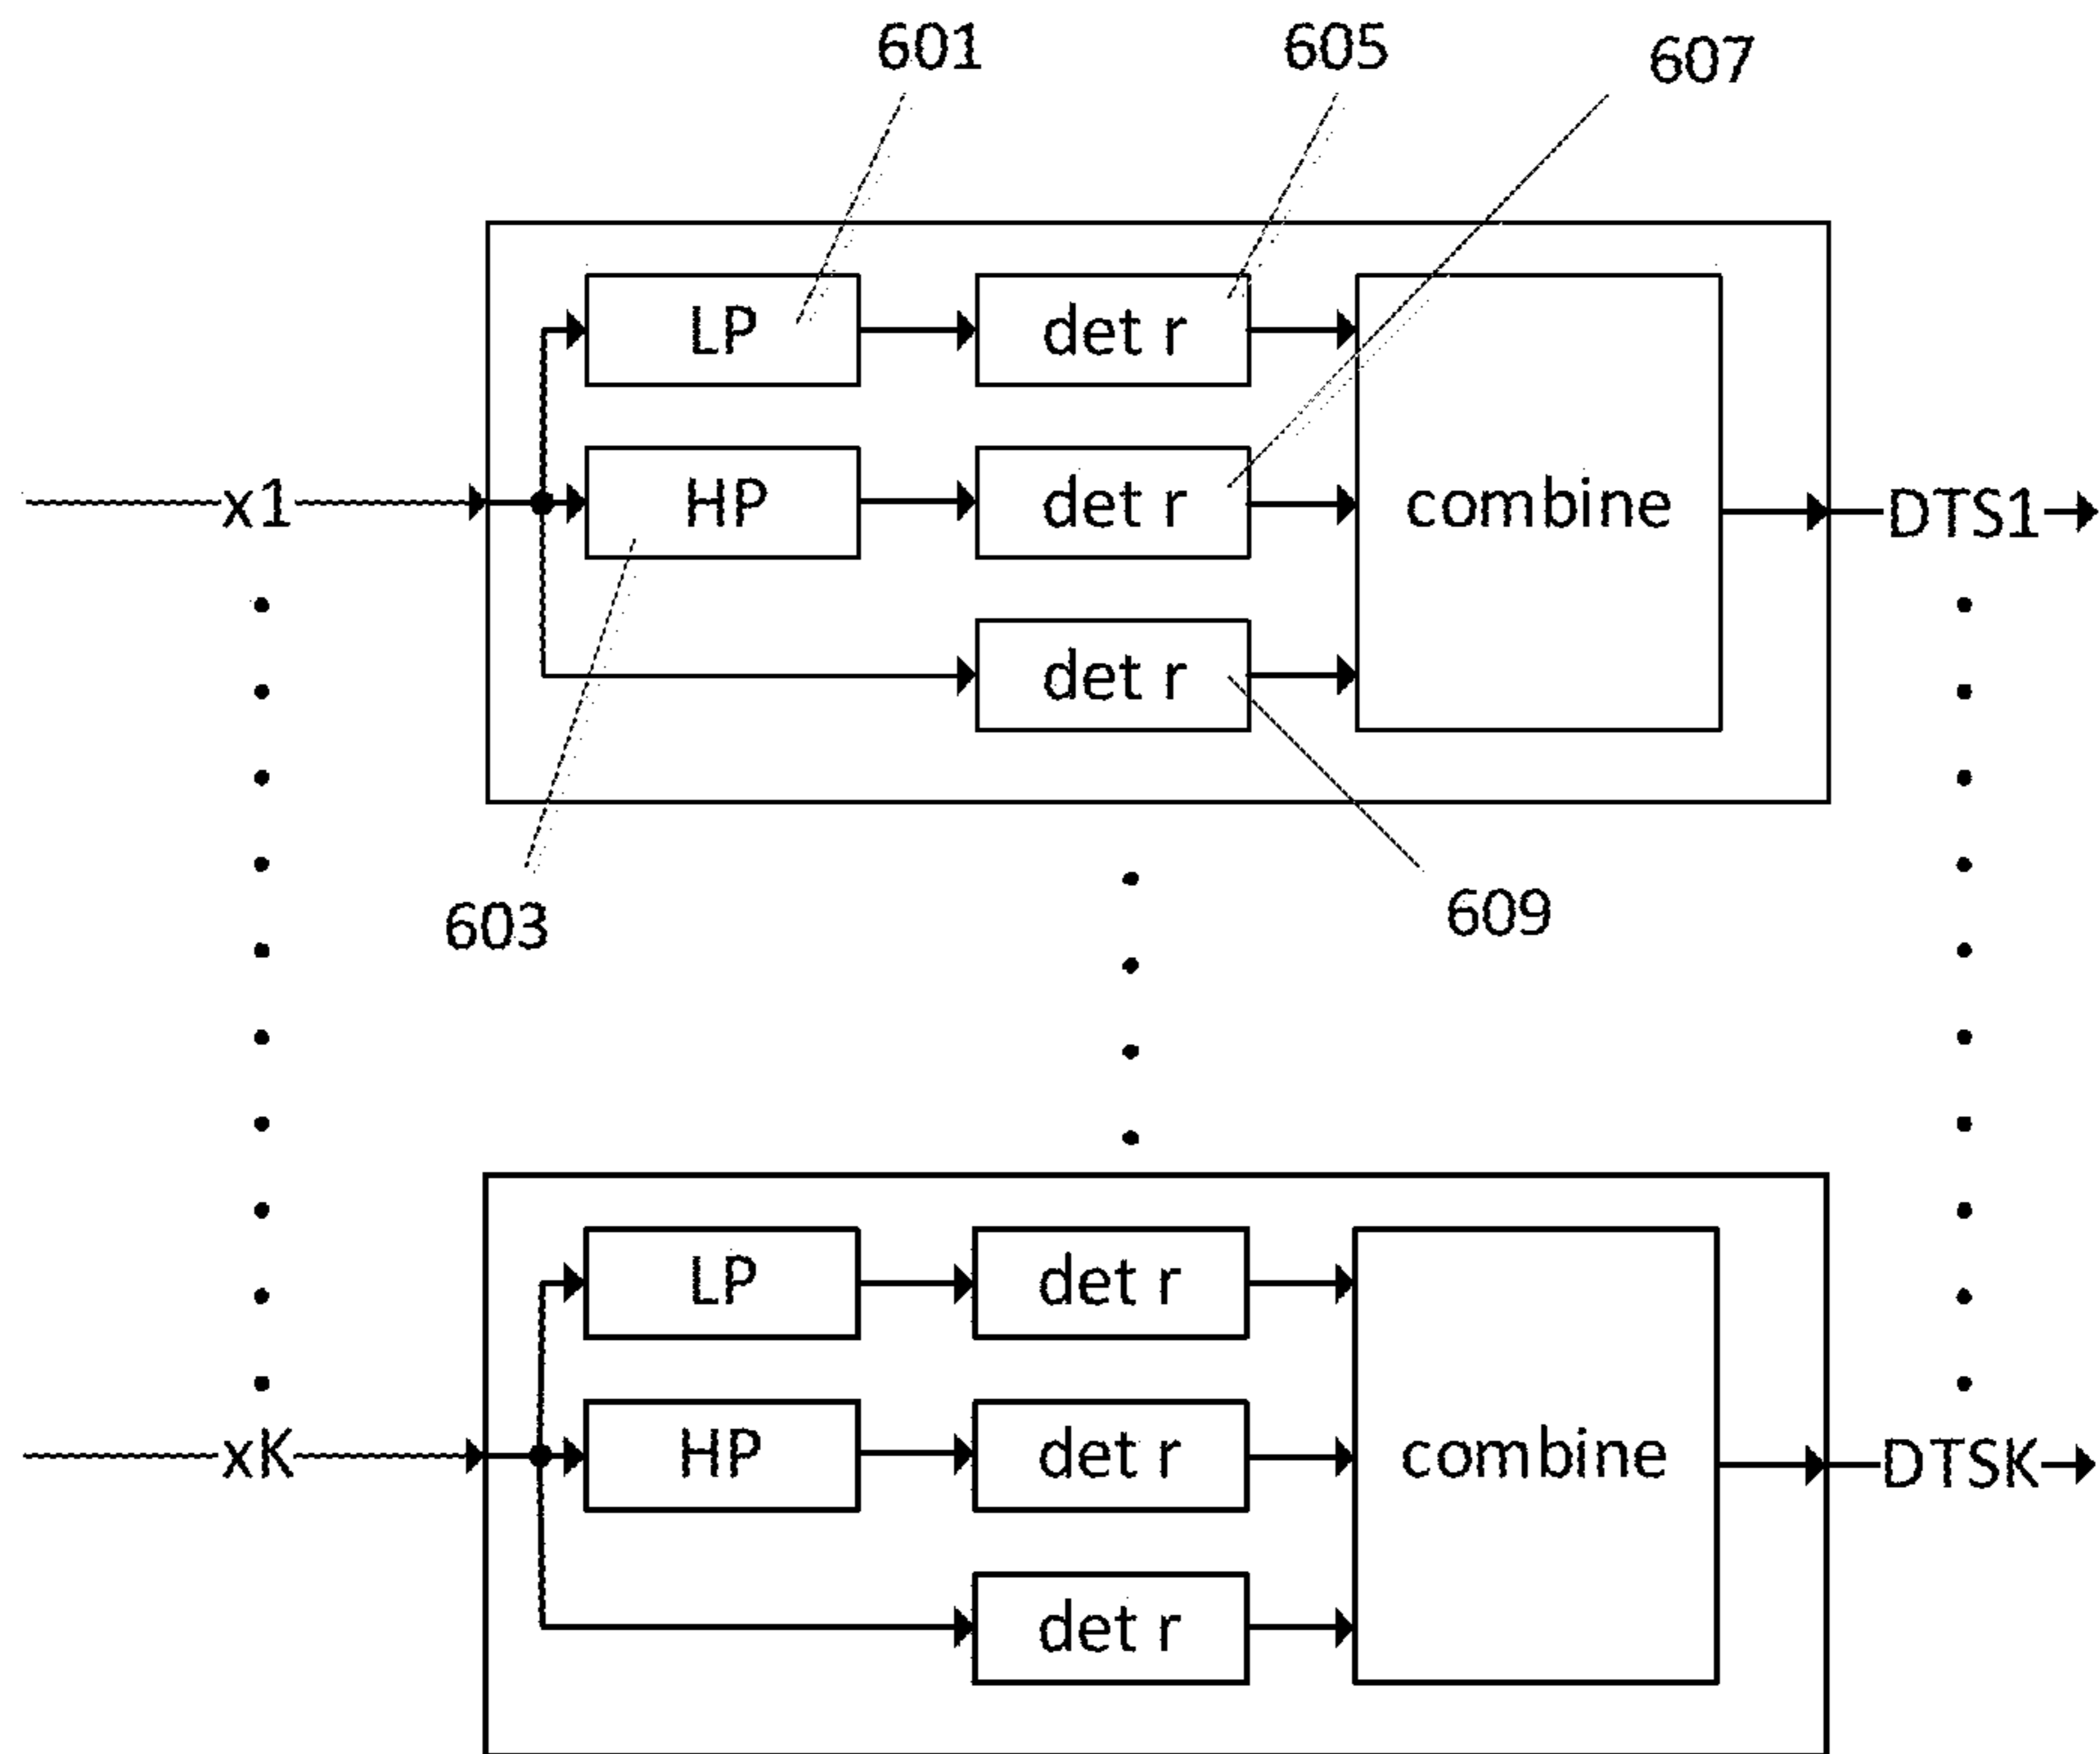 601 605 607
LP det r
x1 HP det r combine DTS1
det r
603 609
LP det r
xK HP det r combine DTSK
det r